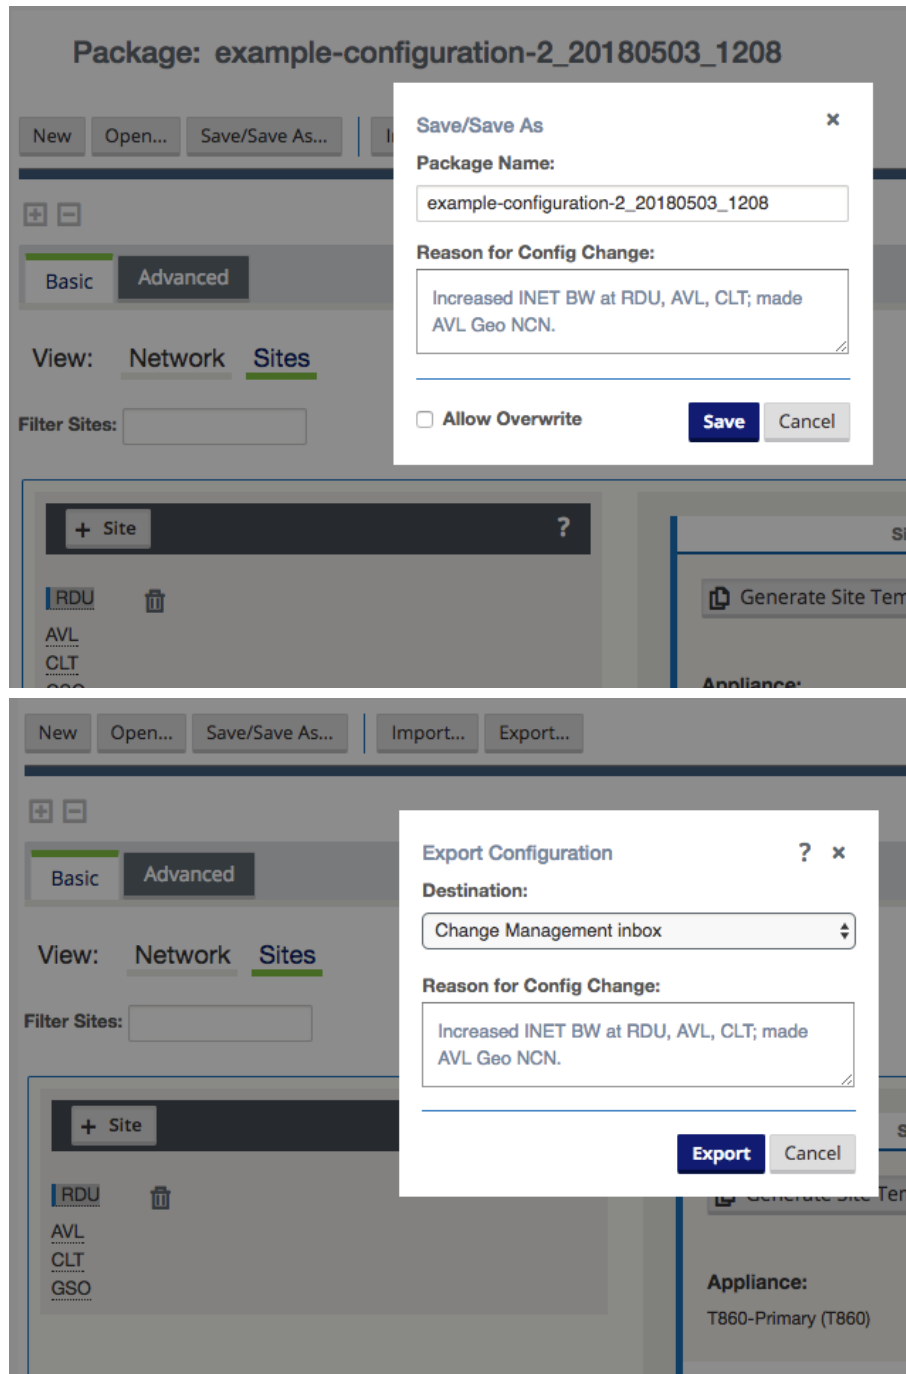 Package: example-configuration-2_20180503_1208
New Open... Save/Save As...
Save/Save As ×
Package Name:
example-configuration-2_20180503_1208
Reason for Config Change:
Increased INET BW at RDU, AVL, CLT; made
AVL Geo NCN.
Allow Overwrite Save Cancel
Basic Advanced
View: Network Sites
Filter Sites:
+ Site ?
RDU
AVL
CLT
GSO
Generate Site Tem
Appliance:
New Open... Save/Save As... Import... Export...
Export Configuration ? ×
Destination:
Change Management inbox
Reason for Config Change:
Increased INET BW at RDU, AVL, CLT; made
AVL Geo NCN.
Export Cancel
Basic Advanced
View: Network Sites
Filter Sites:
+ Site
RDU
AVL
CLT
GSO
Generate Site Ter
Appliance:
T860-Primary (T860)